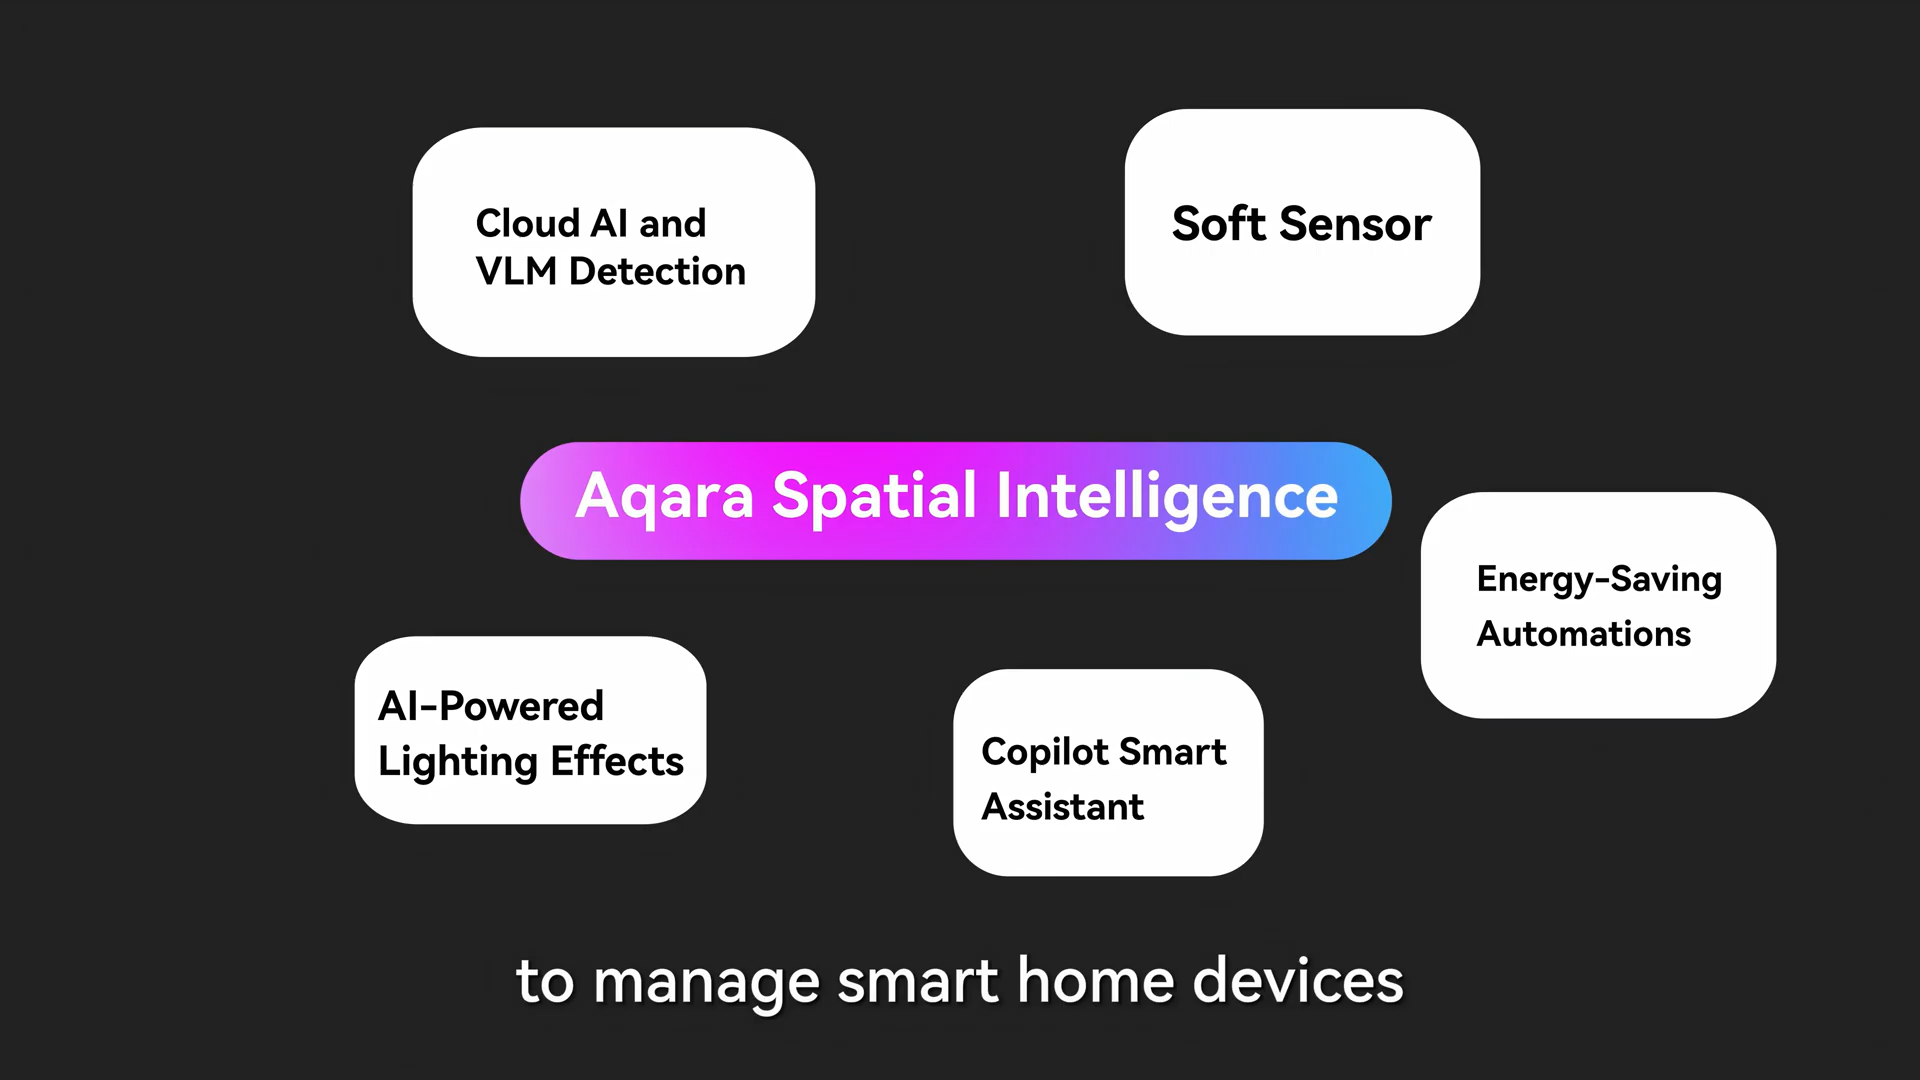 Cloud AI and
VLM Detection
Soft Sensor
Aqara Spatial Intelligence
Energy-Saving
Automations
AI-Powered
Lighting Effects
Copilot Smart
Assistant
to manage smart home devices